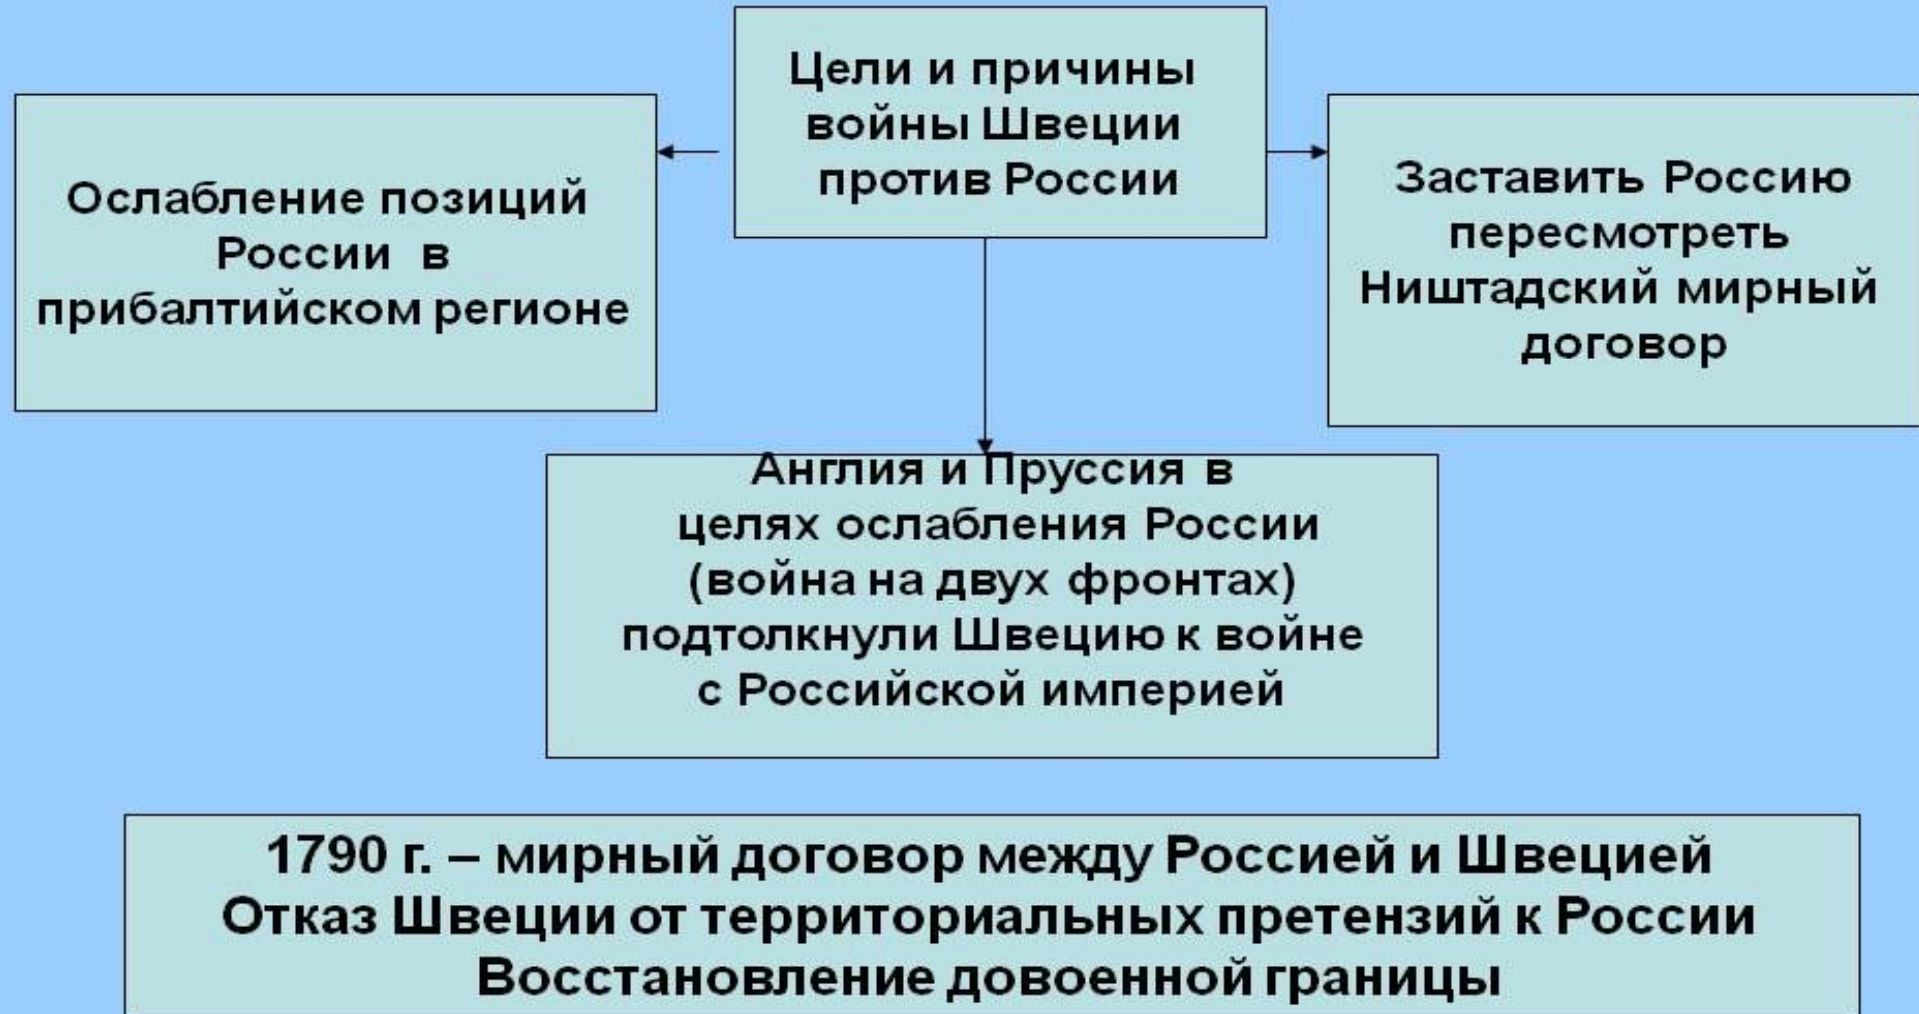 Цели и причины
войны Швеции
против России
Ослабление позиций
России в
прибалтийском регионе
Заставить Россию
пересмотреть
Ништадский мирный
договор
Англия и Пруссия в
целях ослабления России
(война на двух фронтах)
подтолкнули Швецию к войне
с Российской империей
1790 г. – мирный договор между Россией и Швецией
Отказ Швеции от территориальных претензий к России
Восстановление довоенной границы